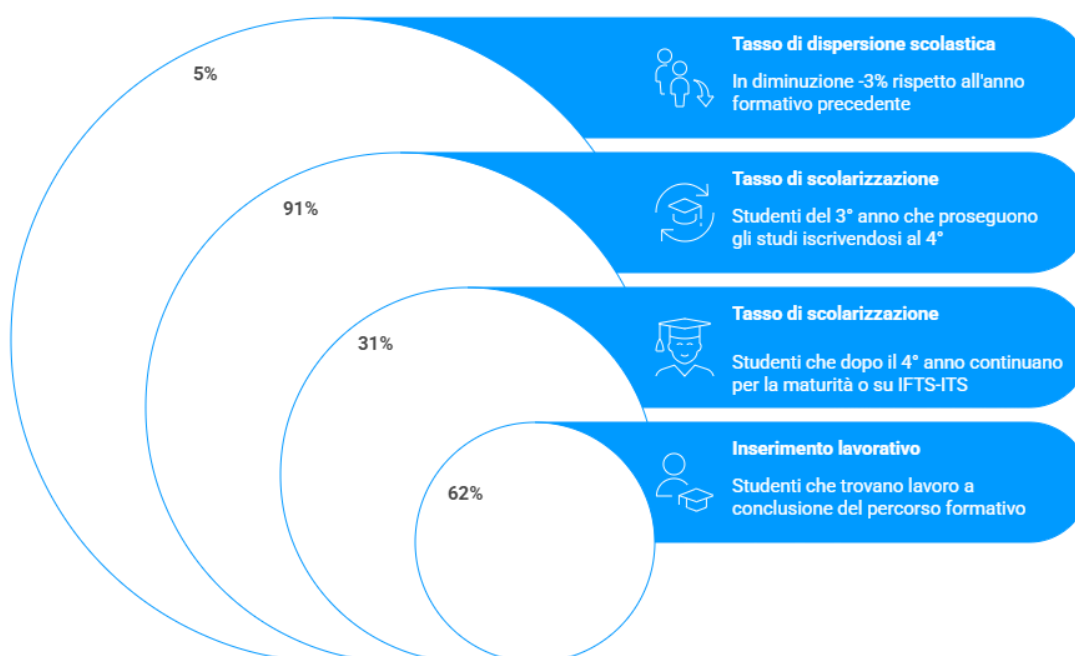 5%
Tasso di dispersione scolastica
In diminuzione -3% rispetto all'anno
formativo precedente
91%
Tasso di scolarizzazione
Studenti del 3° anno che proseguono
gli studi iscrivendosi al 4°
31%
Tasso di scolarizzazione
Studenti che dopo il 4° anno continuano
per la maturità o su IFTS-ITS
62%
Inserimento lavorativo
Studenti che trovano lavoro a
conclusione del percorso formativo